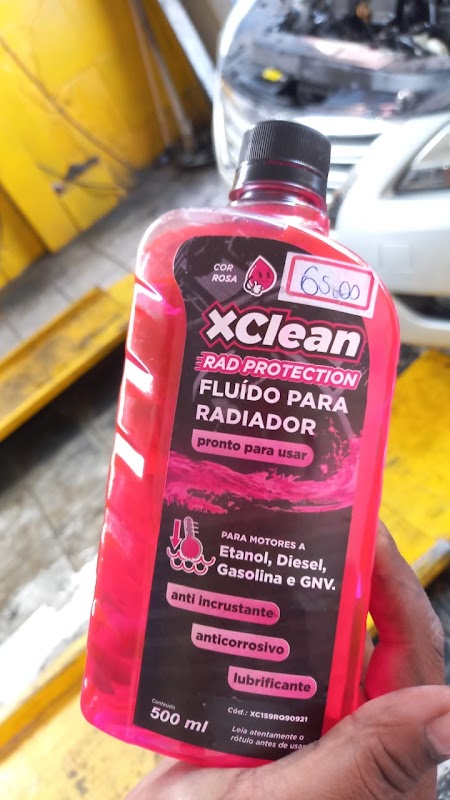 COR
ROSA
65,00
xClean
RAD PROTECTION
FLUÍDO PARA
RADIADOR
pronto para usar
PARA MOTORES A
Etanol, Diesel,
Gasolina e GNV.
anti incrustante
anticorrosivo
lubrificante
Conteúdo
500 ml
Cód.: XC159RQ90921
Leia atentamente o
rótulo antes de usar